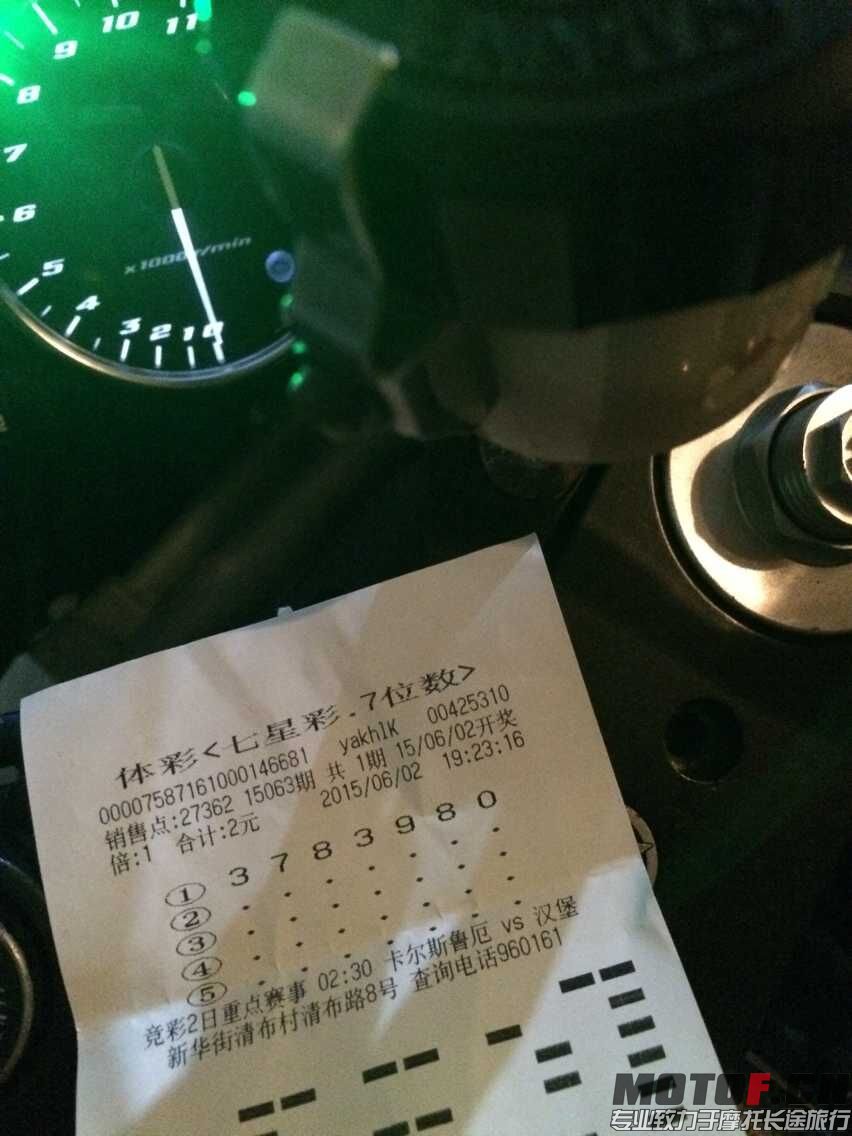 11
10
9
8
7
6
5
4
3
2
1
0
x1000r/min
体彩<七星彩.7位数>
00007587161000146681 yakhlK 00425310
销售点:27362 15063期 共 1期 15/06/02开奖
倍:1 合计:2元 2015/06/02 19:23:16
① 3 7 8 3 9 8 0
② · · · · · · ·
③ · · · · · · ·
④ · · · · · · ·
⑤ · · · · · · ·
竞彩2日重点赛事 02:30 卡尔斯鲁厄 vs 汉堡
新华街清布村清布路8号 查询电话960161
MOTOF.CN
专业致力于摩托长途旅行